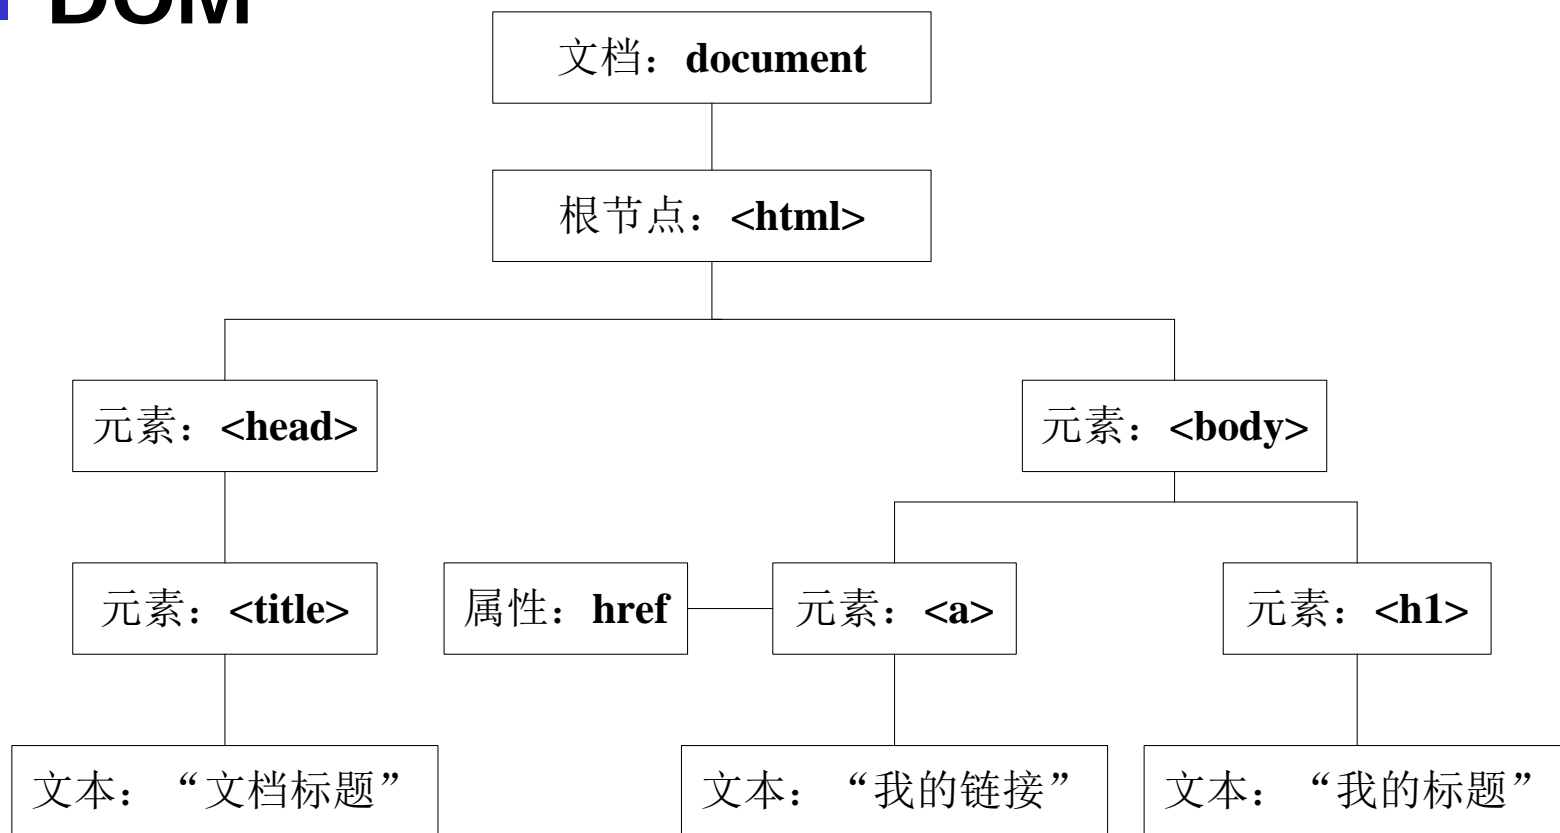 DOM
文档：document
根节点：<html>
元素：<head>
元素：<body>
元素：<title>
属性：href
元素：<a>
元素：<h1>
文本：“文档标题”
文本：“我的链接”
文本：“我的标题”